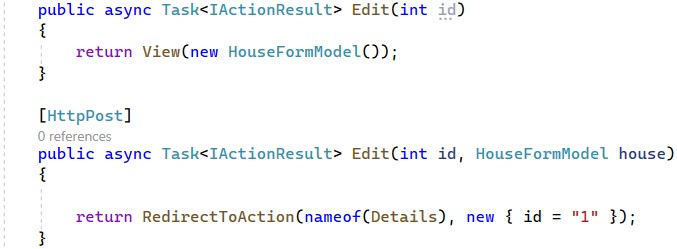 public async Task<IActionResult> Edit(int id)
{
    return View(new HouseFormModel());
}

[HttpPost]
0 references
public async Task<IActionResult> Edit(int id, HouseFormModel house)
{

    return RedirectToAction(nameof(Details), new { id = "1" });
}